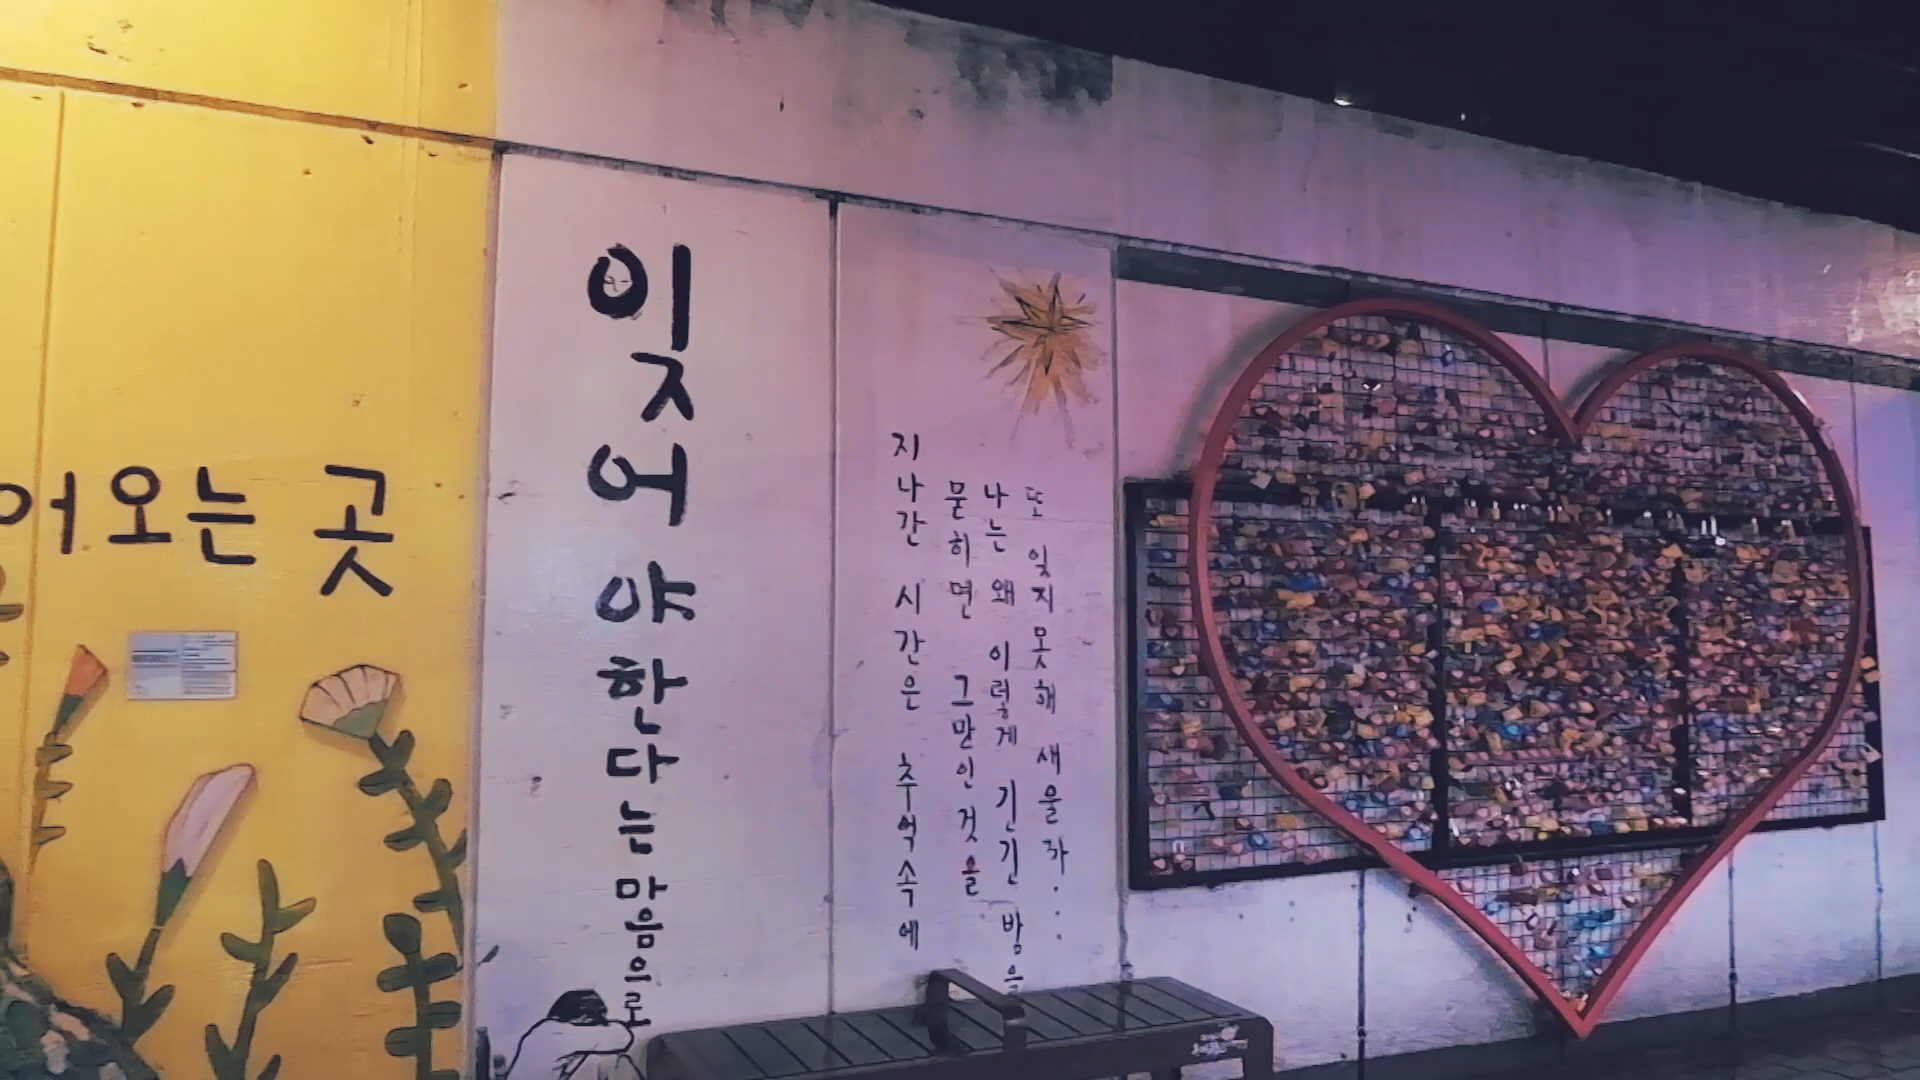 어오는 곳
잊어야 한다는 마음으로
지나간 시간은 추억속에
묻히면 그만인것을
나는 왜 이렇게 긴긴 밤을
또 잊지못해 새울까...